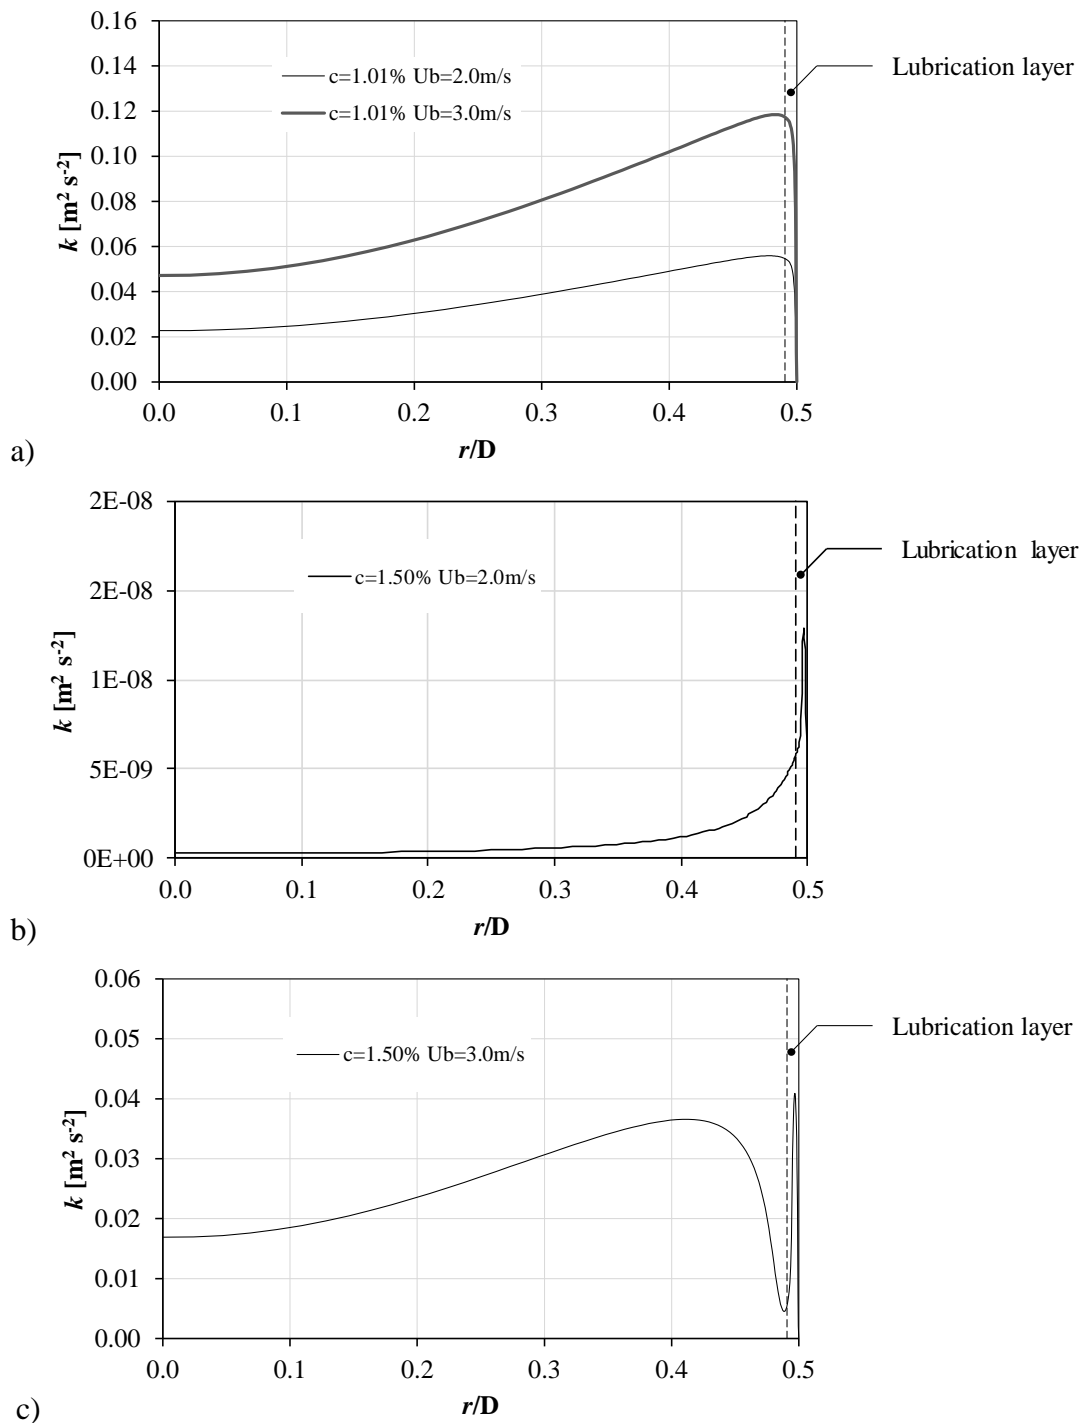 0.16
0.14
0.12
0.10
0.08
0.06
0.04
0.02
0.00
k [m² s⁻²]
c=1.01% Ub=2.0m/s
c=1.01% Ub=3.0m/s
Lubrication layer
0.0 0.1 0.2 0.3 0.4 0.5
r/D
a)
2E-08
2E-08
1E-08
5E-09
0E+00
k [m² s⁻²]
c=1.50% Ub=2.0m/s
Lubrication layer
0.0 0.1 0.2 0.3 0.4 0.5
r/D
b)
0.06
0.05
0.04
0.03
0.02
0.01
0.00
k [m² s⁻²]
c=1.50% Ub=3.0m/s
Lubrication layer
0.0 0.1 0.2 0.3 0.4 0.5
r/D
c)